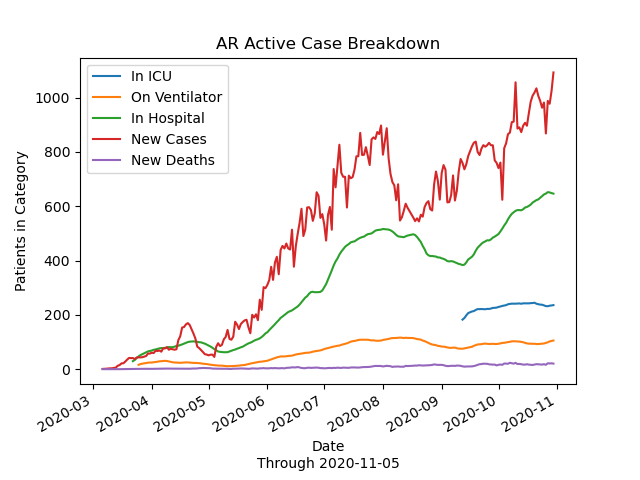 AR Active Case Breakdown
In ICU
On Ventilator
In Hospital
New Cases
New Deaths
Patients in Category
1000
800
600
400
200
0
2020-03
2020-04
2020-05
2020-06
2020-07
2020-08
2020-09
2020-10
2020-11
Date
Through 2020-11-05